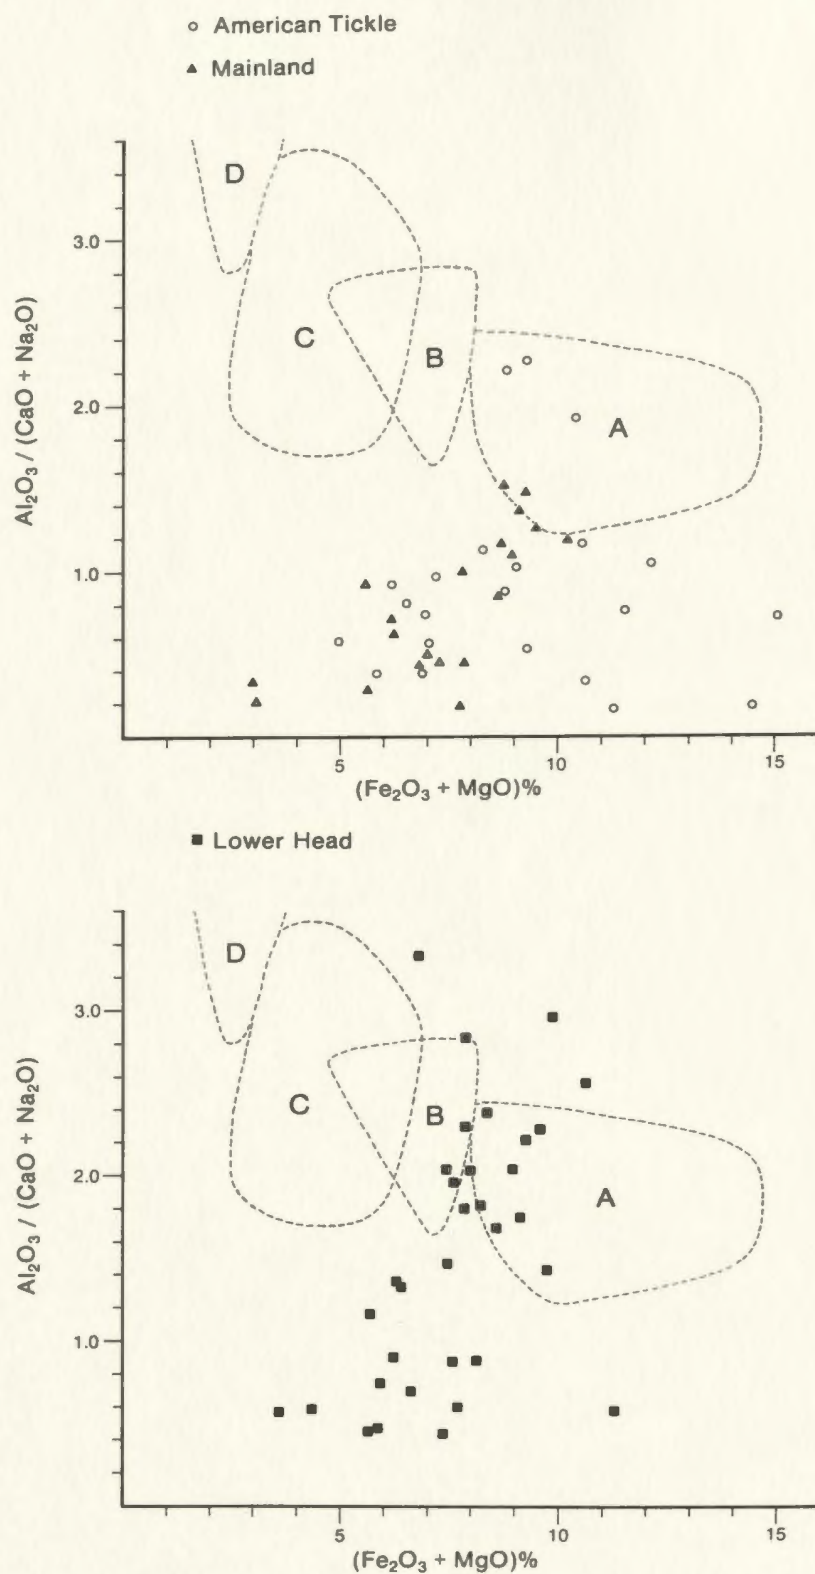 ○ American Tickle
▲ Mainland
D
3.0
C
B
2.0
A
1.0
Al₂O₃ / (CaO + Na₂O)
5
10
15
(Fe₂O₃ + MgO)%
■ Lower Head
D
3.0
C
B
2.0
A
1.0
Al₂O₃ / (CaO + Na₂O)
5
10
15
(Fe₂O₃ + MgO)%